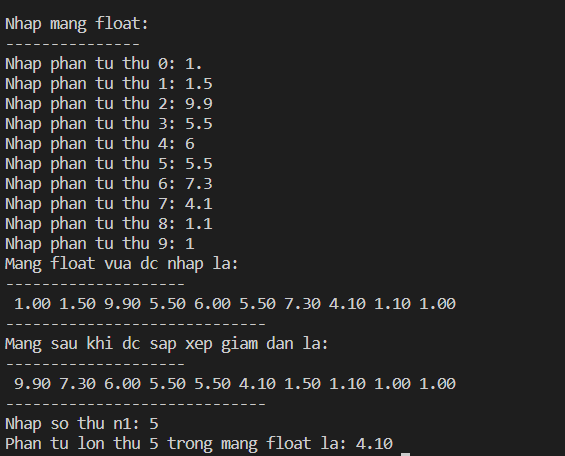 Nhap mang float:
---------------
Nhap phan tu thu 0: 1.
Nhap phan tu thu 1: 1.5
Nhap phan tu thu 2: 9.9
Nhap phan tu thu 3: 5.5
Nhap phan tu thu 4: 6
Nhap phan tu thu 5: 5.5
Nhap phan tu thu 6: 7.3
Nhap phan tu thu 7: 4.1
Nhap phan tu thu 8: 1.1
Nhap phan tu thu 9: 1
Mang float vua dc nhap la:
--------------------
 1.00 1.50 9.90 5.50 6.00 5.50 7.30 4.10 1.10 1.00
-----------------------------
Mang sau khi dc sap xep giam dan la:
--------------------
 9.90 7.30 6.00 5.50 5.50 4.10 1.50 1.10 1.00 1.00
-----------------------------
Nhap so thu n1: 5
Phan tu lon thu 5 trong mang float la: 4.10